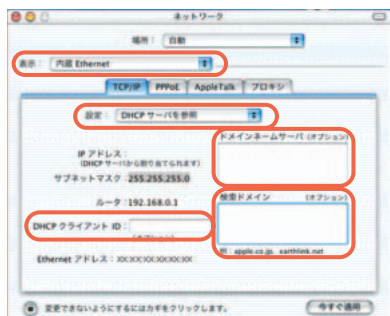 ネットワーク
場所： 自動
表示： 内蔵 Ethernet
TCP/IP PPPoE AppleTalk プロキシ
設定： DHCP サーバを参照
ドメインネームサーバ (オプション)
IP アドレス：
(DHCP サーバから割り当てられます)
サブネットマスク：255.255.255.0
ルータ：192.168.0.1
検索ドメイン (オプション)
DHCP クライアント ID：
(オプション)
例：apple.co.jp, earthlink.net
Ethernet アドレス：XX:XX:XX:XX:XX:XX
変更できないようにするにはカギをクリックします。
今すぐ適用